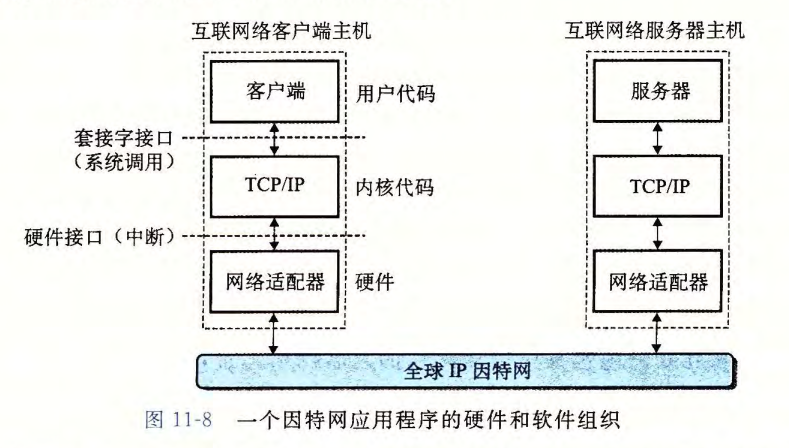 互联网络客户端主机
互联网络服务器主机
客户端
用户代码
服务器
套接字接口
（系统调用）
TCP/IP
内核代码
TCP/IP
硬件接口（中断）
网络适配器
硬件
网络适配器
全球 IP 因特网
图 11-8 一个因特网应用程序的硬件和软件组织